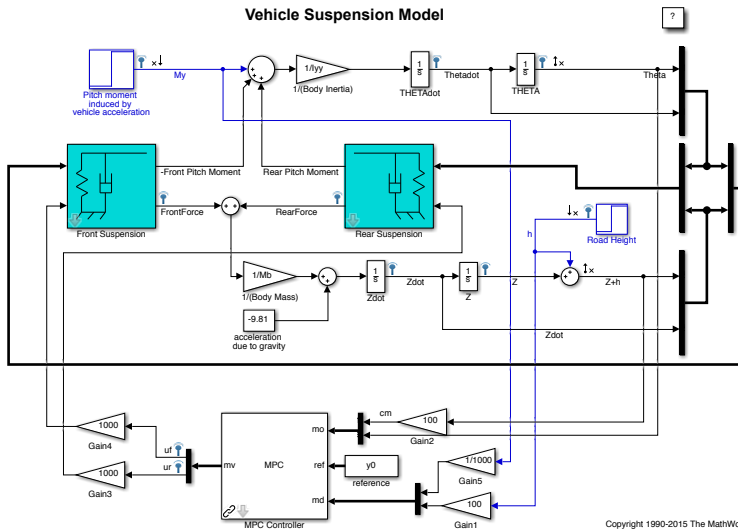 Vehicle Suspension Model
?
My
Pitch moment
induced by
vehicle acceleration
1/Iyy
1/(Body Inertia)
1
s
THETAdot
Thetadot
1
s
THETA
Theta
-Front Pitch Moment
Rear Pitch Moment
FrontForce
RearForce
Front Suspension
Rear Suspension
h
Road Height
1/Mb
1/(Body Mass)
-9.81
acceleration
due to gravity
1
s
Zdot
Zdot
1
s
Z
Z
Z+h
Zdot
1000
Gain4
uf
ur
1000
Gain3
mv
MPC
mo
ref
md
MPC Controller
cm
100
Gain2
y0
reference
1/1000
Gain5
100
Gain1
Copyright 1990-2015 The MathWo